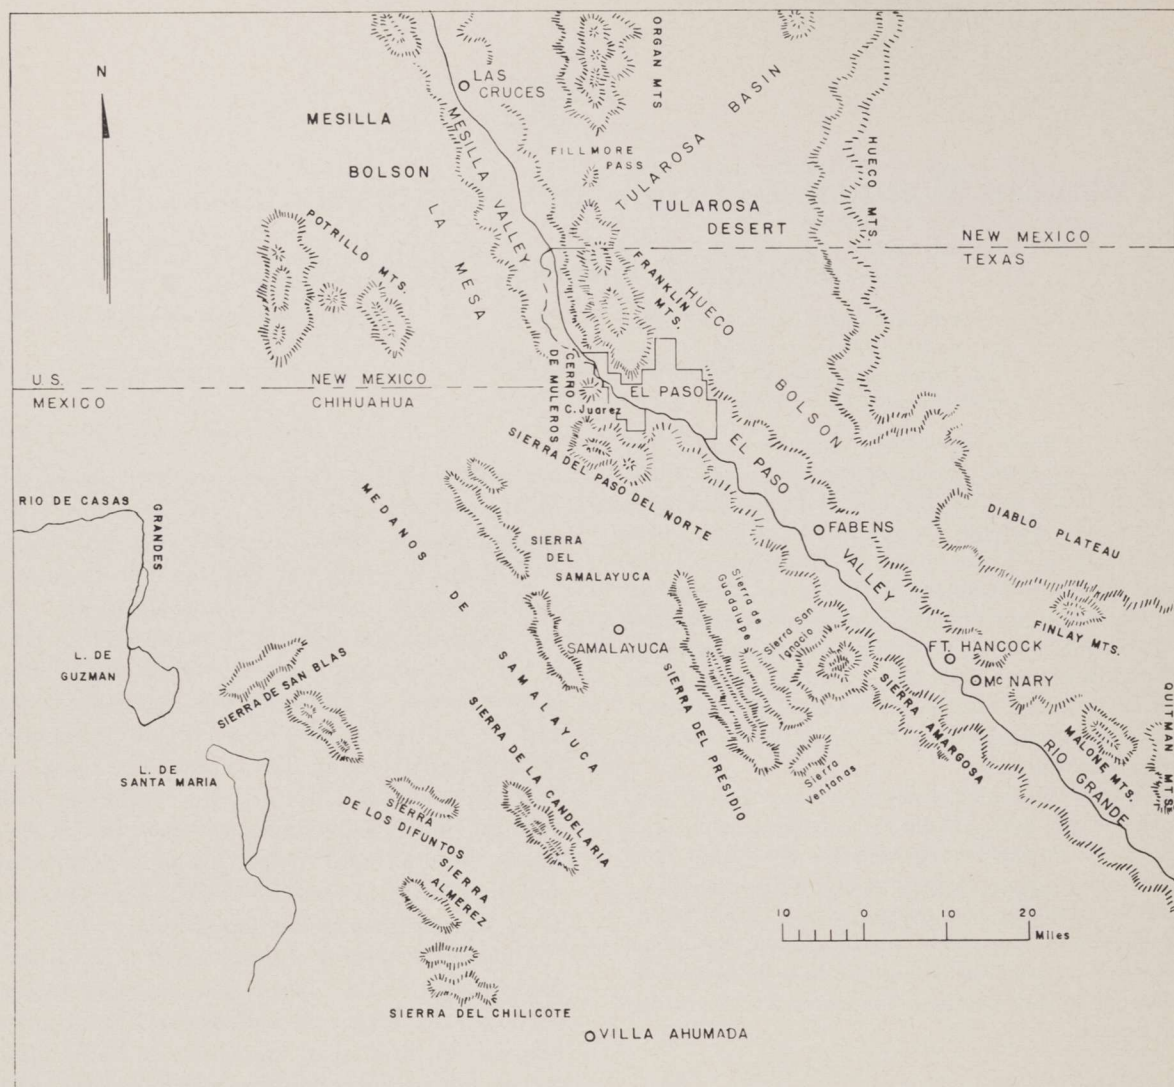 N
ORGAN MTS
LAS
CRUCES
MESILLA
BOLSON
MESILLA VALLEY
LA MESA
FILLMORE
PASS
TULAROSA BASIN
TULAROSA
DESERT
HUECO MTS.
NEW MEXICO
TEXAS
POTRILLO MTS.
FRANKLIN
MTS.
HUECO BOLSON
U.S.
MEXICO
NEW MEXICO
CHIHUAHUA
CERRO
DE MULEROS
EL PASO
C. Juarez
SIERRA DEL PASO DEL NORTE
EL PASO VALLEY
RIO DE CASAS GRANDES
MEDANOS DE SAMALAYUCA
SIERRA
DEL
SAMALAYUCA
FABENS
DIABLO PLATEAU
SAMALAYUCA
Sierra de
Guadalupe
Sierra San
Ignacio
FT. HANCOCK
FINLAY MTS.
Mc NARY
L. DE
GUZMAN
SIERRA DE SAN BLAS
SIERRA DE LA CANDELARIA
SIERRA DEL PRESIDIO
Sierra
Ventanas
SIERRA AMARGOSA
RIO GRANDE
MALONE MTS.
QUITMAN MTS.
L. DE
SANTA MARIA
SIERRA
DE LOS DIFUNTOS
SIERRA
ALMEREZ
10 0 10 20
Miles
SIERRA DEL CHILICOTE
VILLA AHUMADA